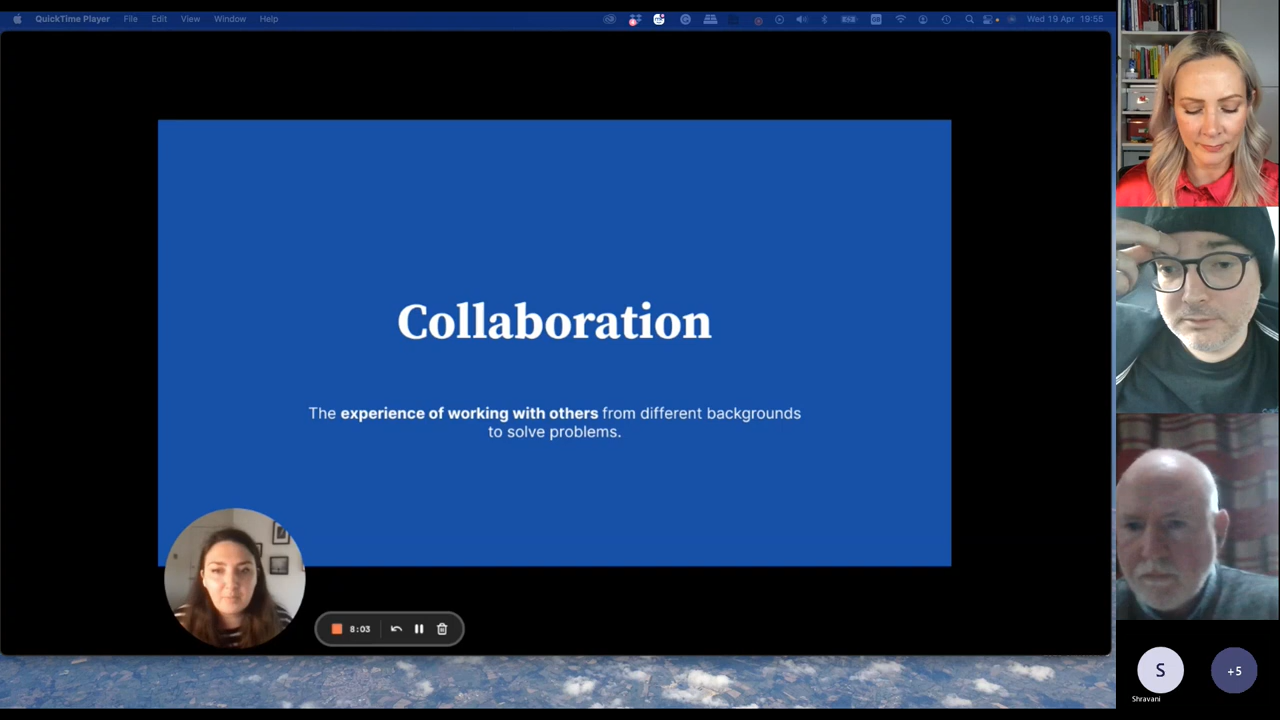 QuickTime Player File Edit View Window Help Wed 19 Apr 19:55
Collaboration
The experience of working with others from different backgrounds
to solve problems.
8:03
S +5
Shravani